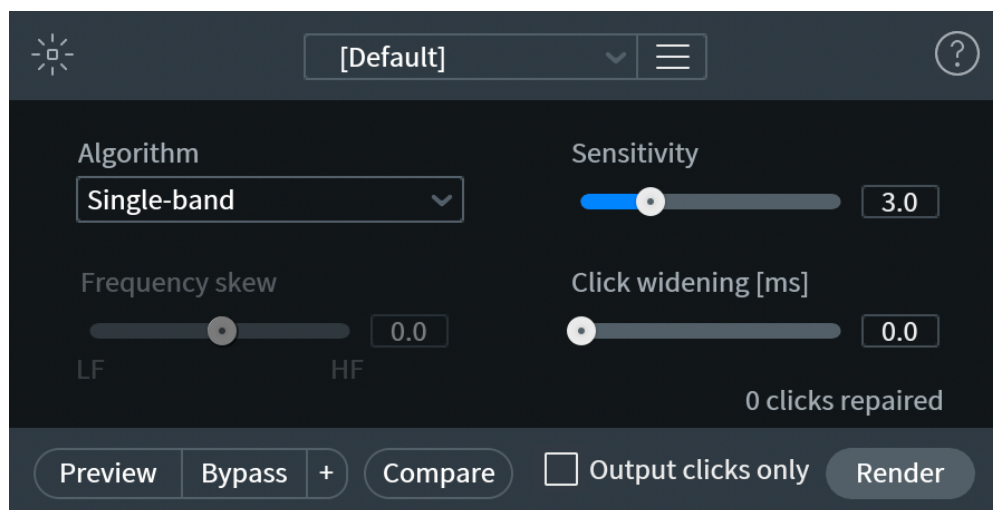 [Default]
?
Algorithm
Single-band
Sensitivity
3.0
Frequency skew
0.0
LF HF
Click widening [ms]
0.0
0 clicks repaired
Preview Bypass + Compare Output clicks only Render